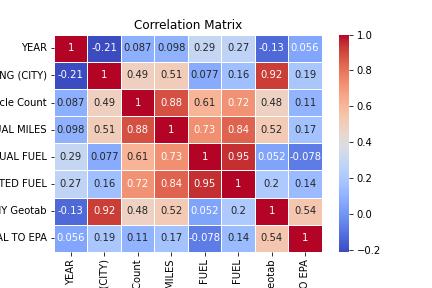 Correlation Matrix
YEAR 1 -0.21 0.087 0.098 0.29 0.27 -0.13 0.056
NG (CITY) -0.21 1 0.49 0.51 0.077 0.16 0.92 0.19
cle Count 0.087 0.49 1 0.88 0.61 0.72 0.48 0.11
UAL MILES 0.098 0.51 0.88 1 0.73 0.84 0.52 0.17
UAL FUEL 0.29 0.077 0.61 0.73 1 0.95 0.052 -0.078
TED FUEL 0.27 0.16 0.72 0.84 0.95 1 0.2 0.14
NY Geotab -0.13 0.92 0.48 0.52 0.052 0.2 1 0.54
AL TO EPA 0.056 0.19 0.11 0.17 -0.078 0.14 0.54 1
YEAR
(CITY)
Count
MILES
FUEL
FUEL
eotab
O EPA
1.0
0.8
0.6
0.4
0.2
0.0
−0.2